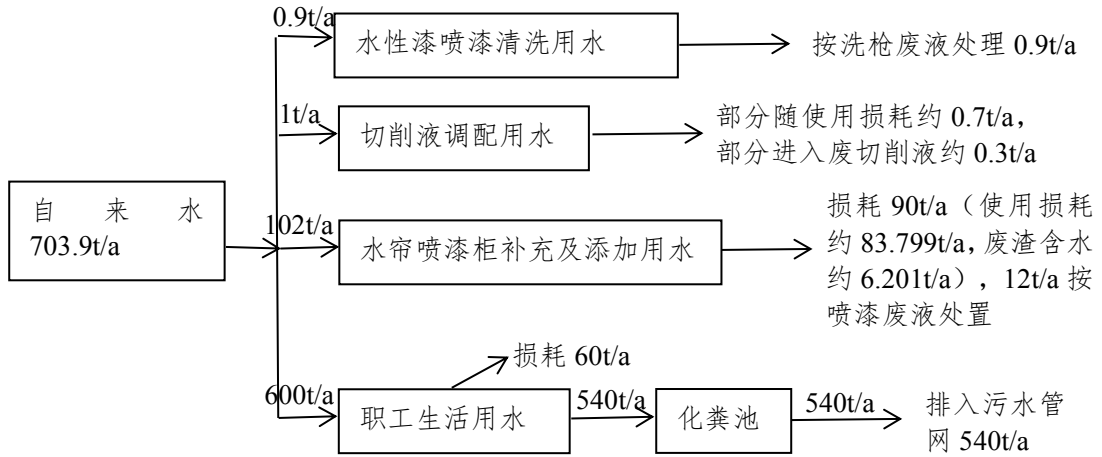 0.9t/a
水性漆喷漆清洗用水
按洗枪废液处理 0.9t/a
1t/a
切削液调配用水
部分随使用损耗约 0.7t/a，
部分进入废切削液约 0.3t/a
自来水
703.9t/a
102t/a
水帘喷漆柜补充及添加用水
损耗 90t/a（使用损耗
约 83.799t/a，废渣含水
约 6.201t/a），12t/a 按
喷漆废液处置
损耗 60t/a
600t/a
职工生活用水
540t/a
化粪池
540t/a
排入污水管
网 540t/a